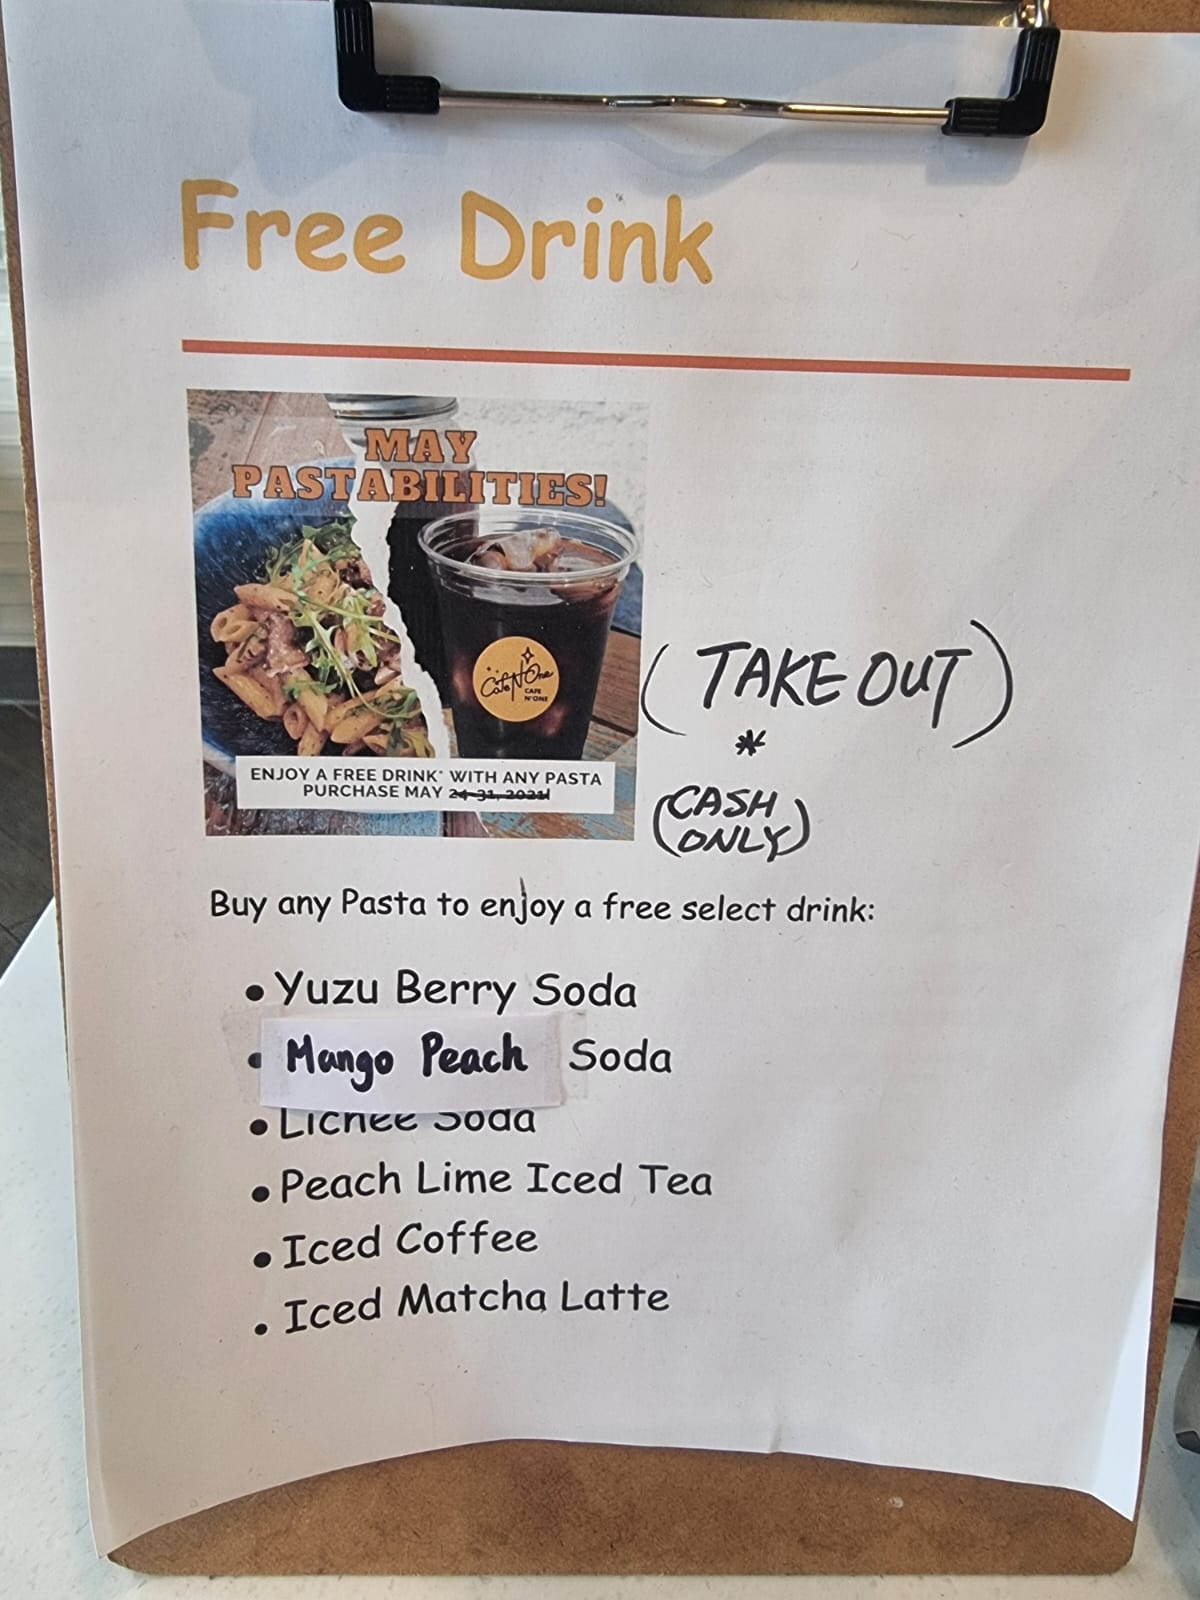 Free Drink
MAY
PASTABILITIES!
Cafe N'One
CAFE
N'ONE
ENJOY A FREE DRINK* WITH ANY PASTA
PURCHASE MAY 24-31, 2021
(TAKE OUT)
*
(CASH
ONLY)
Buy any Pasta to enjoy a free select drink:
• Yuzu Berry Soda
• Mango Peach Soda
• Lichee Soda
• Peach Lime Iced Tea
• Iced Coffee
• Iced Matcha Latte